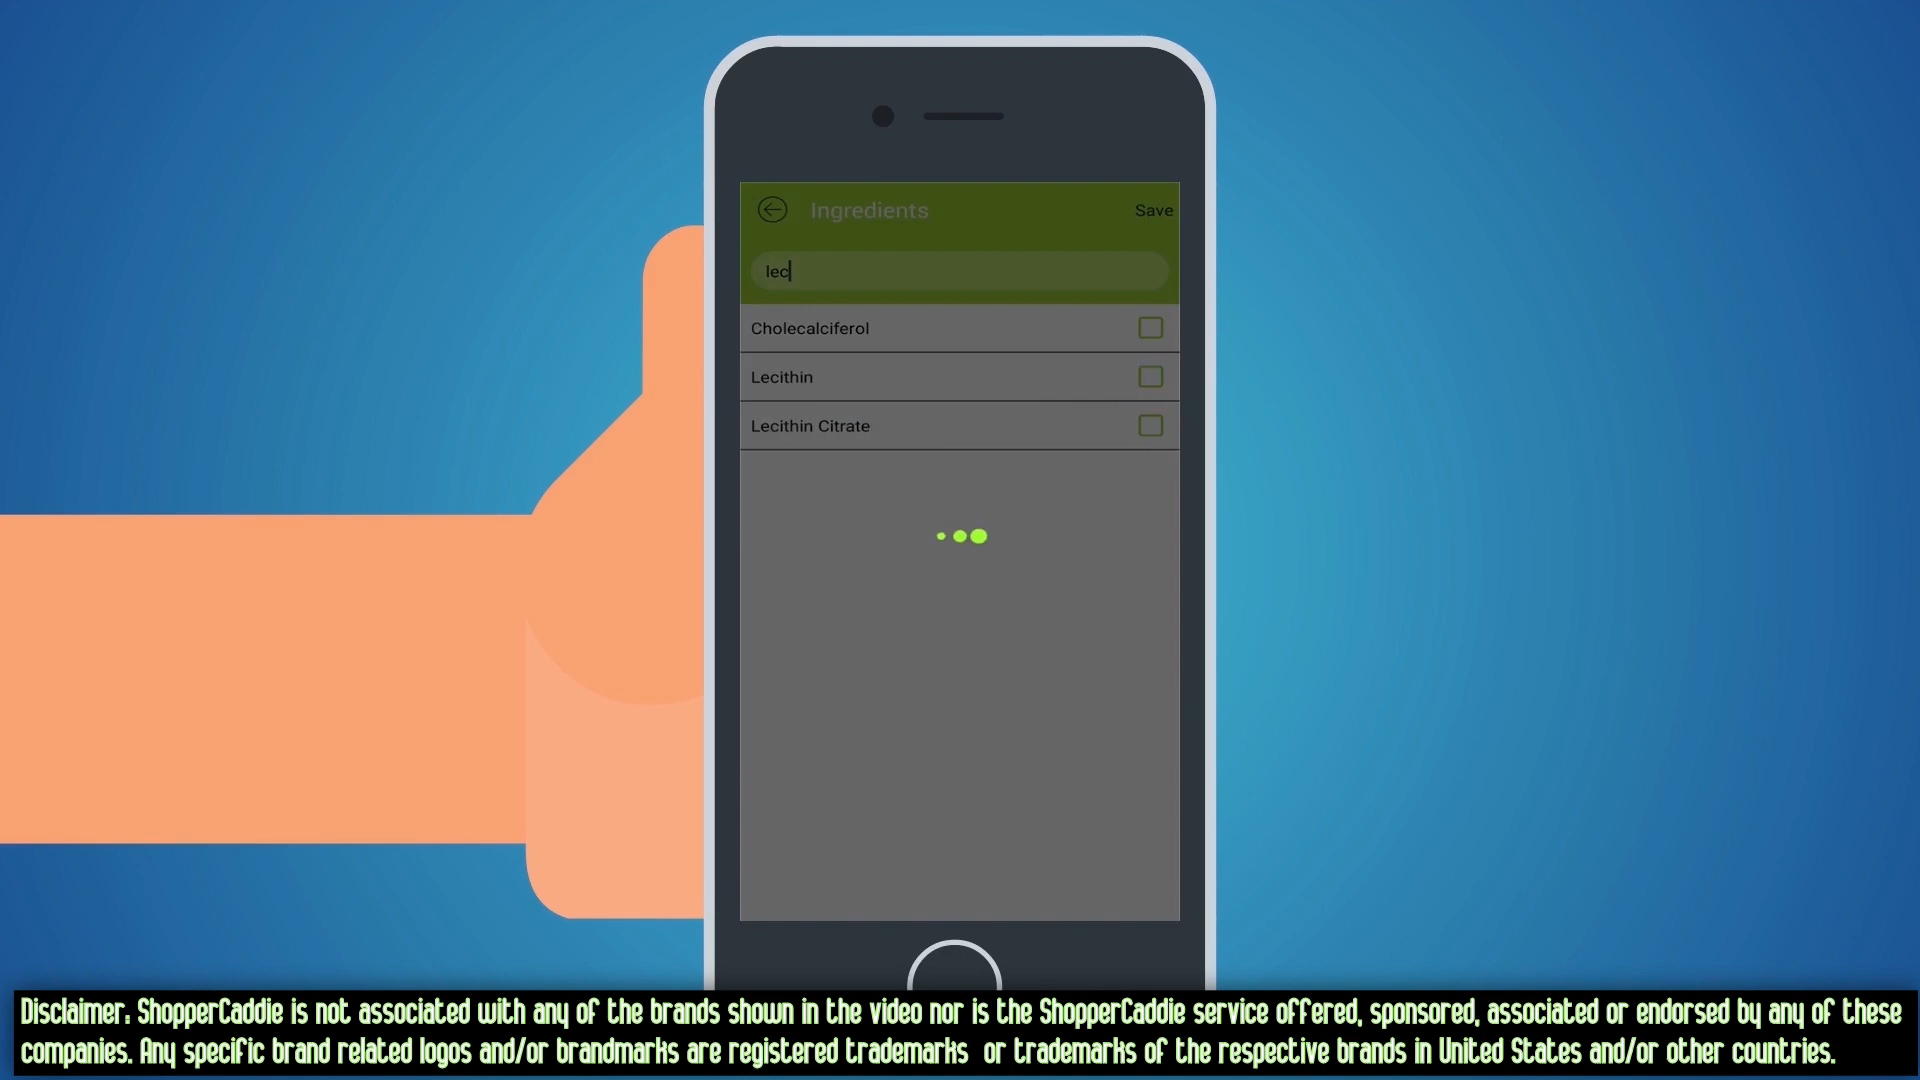 Ingredients
Save
lec
Cholecalciferol
Lecithin
Lecithin Citrate
Disclaimer: ShopperCaddie is not associated with any of the brands shown in the video nor is the ShopperCaddie service offered, sponsored, associated or endorsed by any of these
companies. Any specific brand related logos and/or brandmarks are registered trademarks or trademarks of the respective brands in United States and/or other countries.